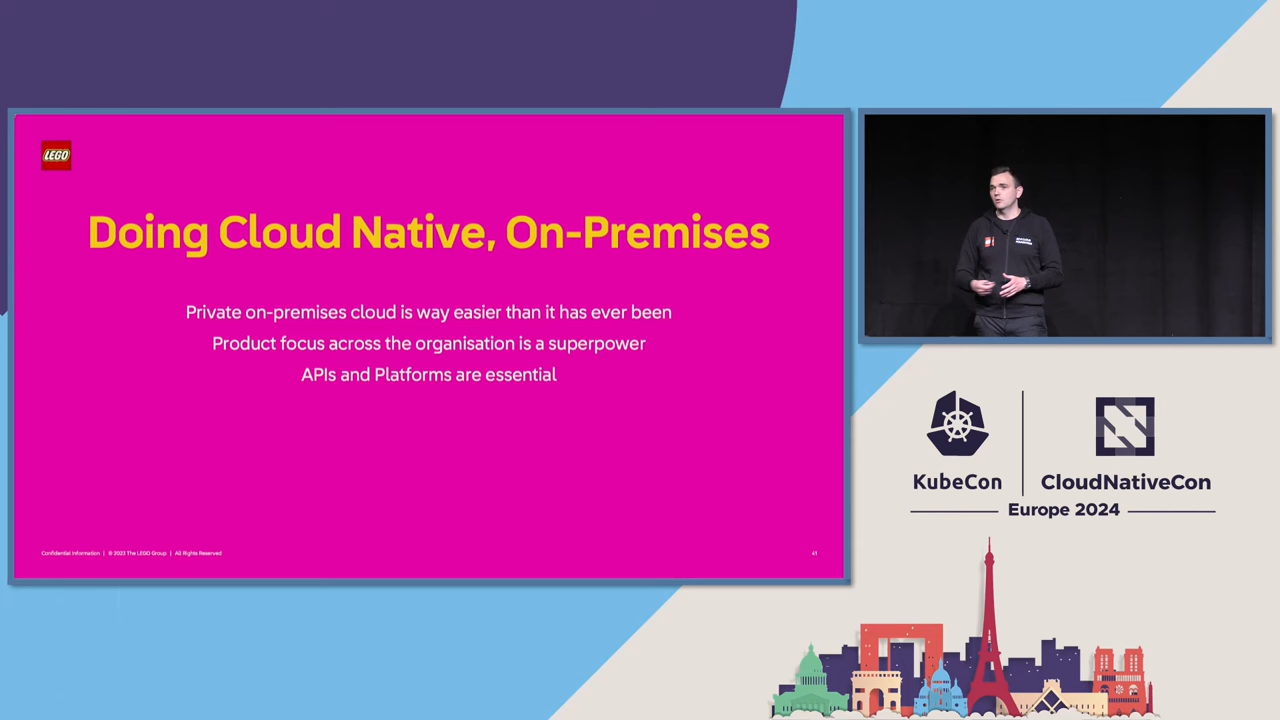 LEGO
Doing Cloud Native, On-Premises
Private on-premises cloud is way easier than it has ever been
Product focus across the organisation is a superpower
APIs and Platforms are essential
Confidential Information | © 2023 The LEGO Group | All Rights Reserved
41
KubeCon
CloudNativeCon
Europe 2024